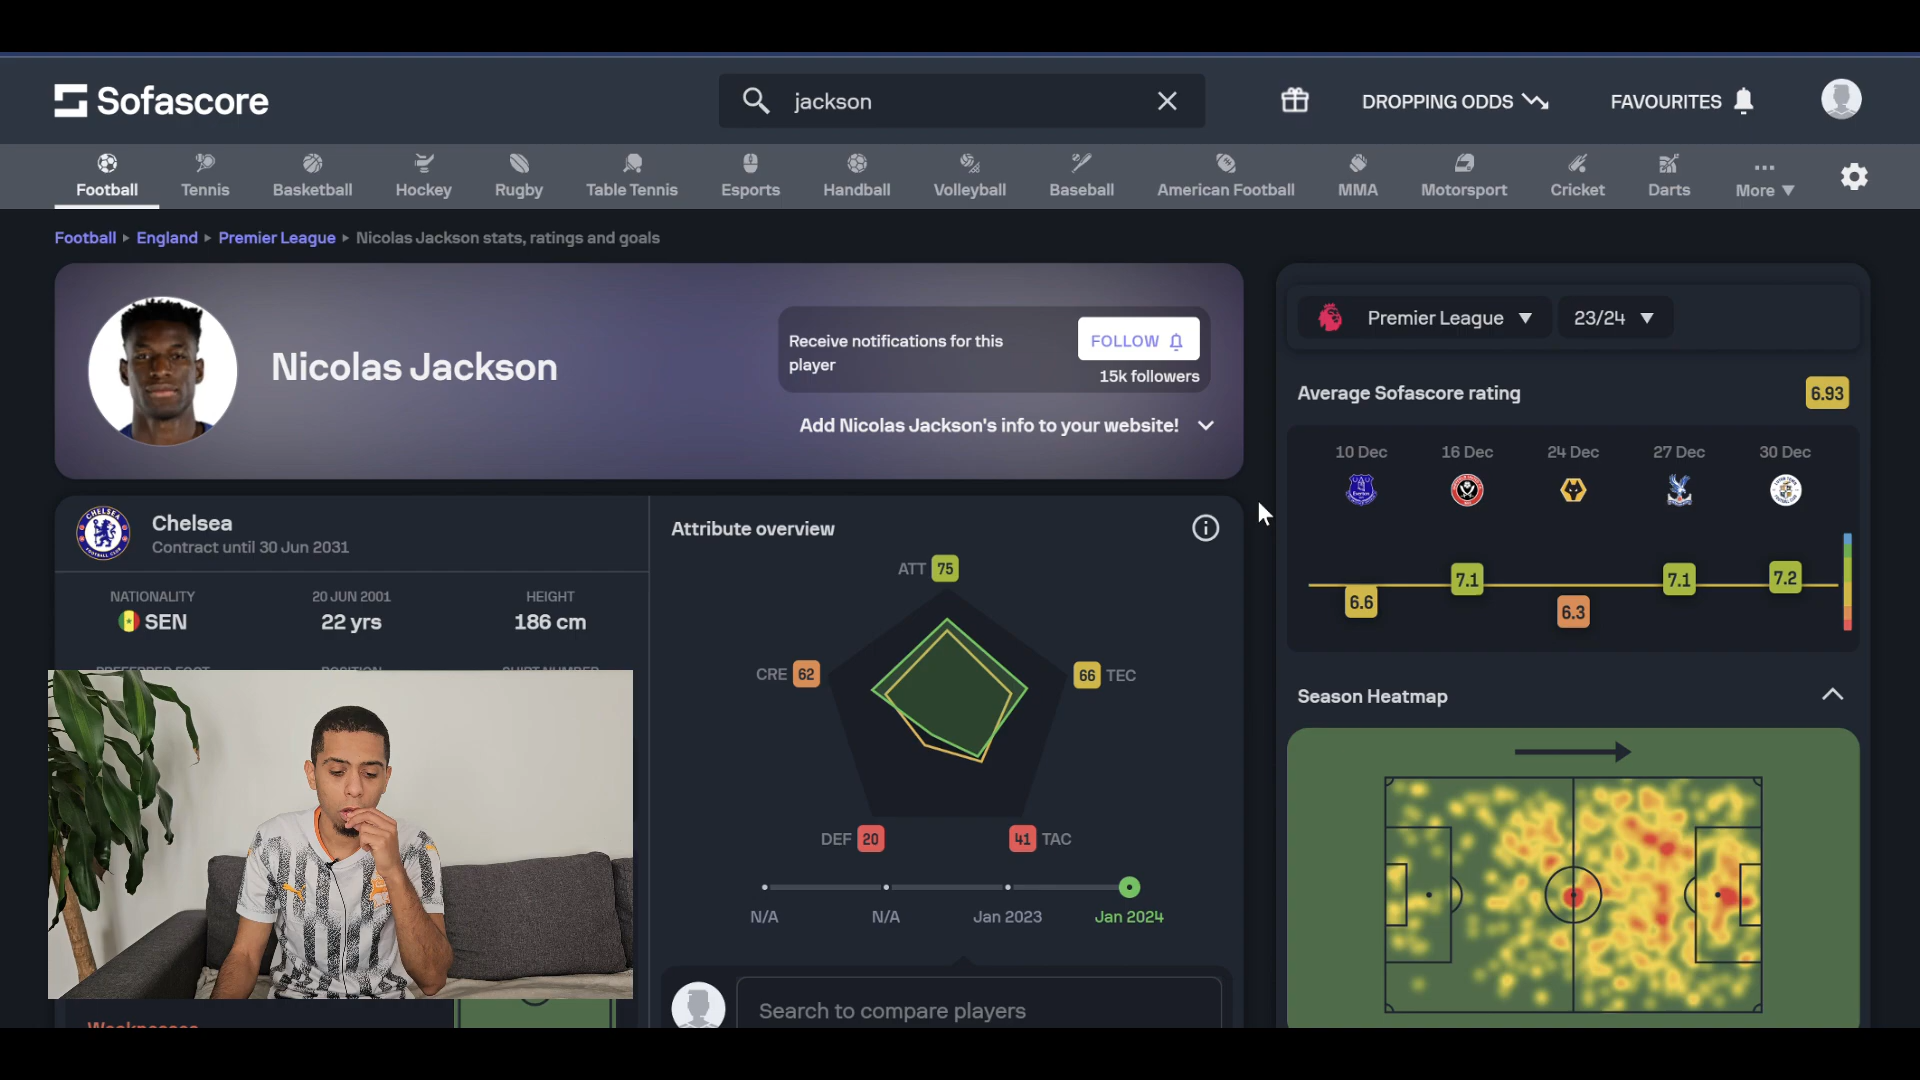 Sofascore
jackson
DROPPING ODDS
FAVOURITES
Football
Tennis
Basketball
Hockey
Rugby
Table Tennis
Esports
Handball
Volleyball
Baseball
American Football
MMA
Motorsport
Cricket
Darts
More
Football England Premier League Nicolas Jackson stats, ratings and goals
Nicolas Jackson
Receive notifications for this
player
FOLLOW
15k followers
Add Nicolas Jackson's info to your website!
Chelsea
Contract until 30 Jun 2031
NATIONALITY
SEN
20 JUN 2001
22 yrs
HEIGHT
186 cm
PREFERRED FOOT
POSITION
SHIRT NUMBER
Weaknesses
Attribute overview
ATT 75
CRE 62
66 TEC
DEF 20
41 TAC
N/A
N/A
Jan 2023
Jan 2024
Search to compare players
Premier League
23/24
Average Sofascore rating
6.93
10 Dec
16 Dec
24 Dec
27 Dec
30 Dec
6.6
7.1
6.3
7.1
7.2
Season Heatmap